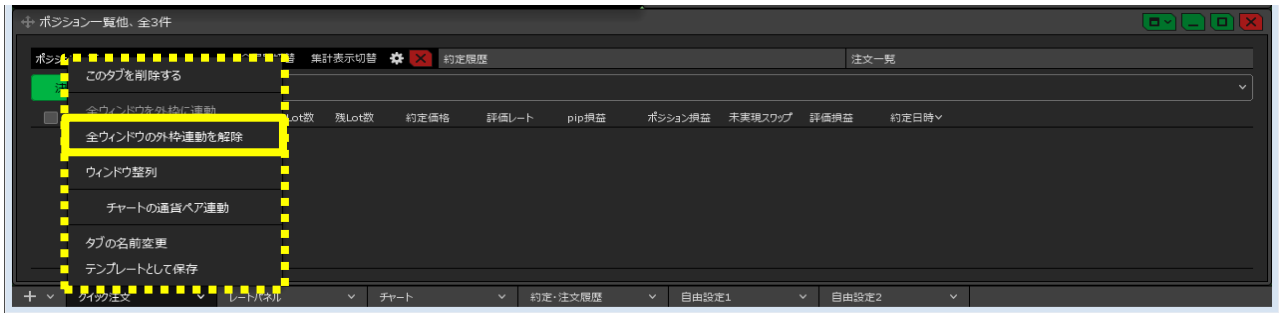 ポジション一覧他、全3件
集計表示切替 約定履歴 注文一覧
このタブを削除する
全ウィンドウを外枠に連動
Lot数 残Lot数 約定価格 評価レート pip損益 ポジション損益 未実現スワップ 評価損益 約定日時
全ウィンドウの外枠連動を解除
ウィンドウ整列
チャートの通貨ペア連動
タブの名前変更
テンプレートとして保存
クイック注文 レートパネル チャート 約定・注文履歴 自由設定1 自由設定2